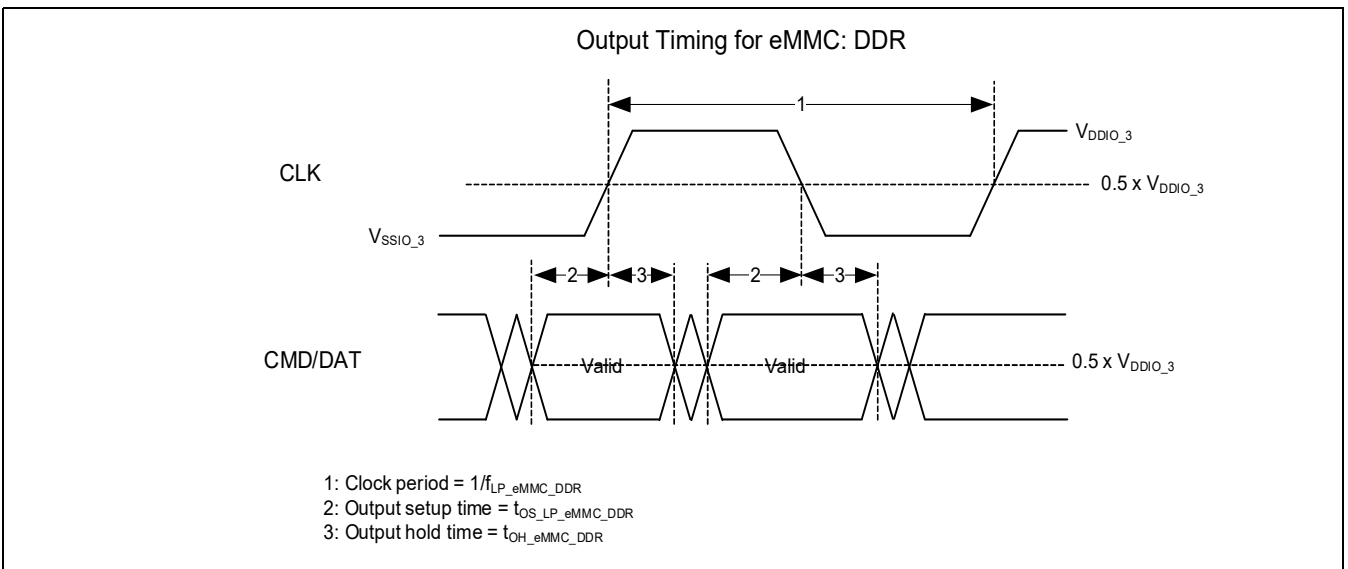 Output Timing for eMMC: DDR
1
V_DDIO_3
CLK
0.5 x V_DDIO_3
V_SSIO_3
2 3 2 3
CMD/DAT
Valid Valid
0.5 x V_DDIO_3
1: Clock period = 1/f_LP_eMMC_DDR
2: Output setup time = t_OS_LP_eMMC_DDR
3: Output hold time = t_OH_eMMC_DDR